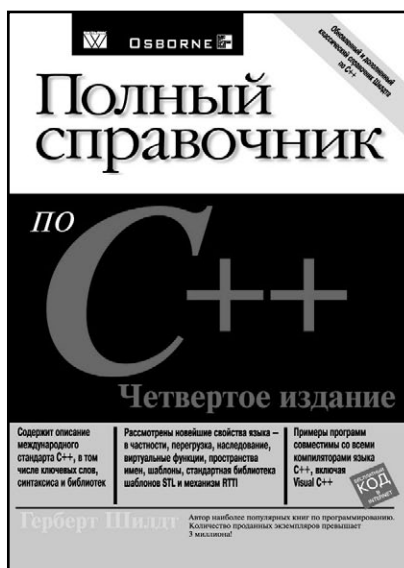 OSBORNE
Обновленный и дополненный
классический справочник Шилдта
по C++
Полный
справочник
по
C++
Четвертое издание
Содержит описание
международного
стандарта C++, в том
числе ключевых слов,
синтаксиса и библиотек
Рассмотрены новейшие свойства языка –
в частности, перегрузка, наследование,
виртуальные функции, пространства
имен, шаблоны, стандартная библиотека
шаблонов STL и механизм RTTI
Примеры программ
совместимы со всеми
компиляторами языка
C++, включая
Visual C++
КОД
ИНТЕРНЕТ
Герберт Шилдт
Автор наиболее популярных книг по программированию.
Количество проданных экземпляров превышает
3 миллиона!